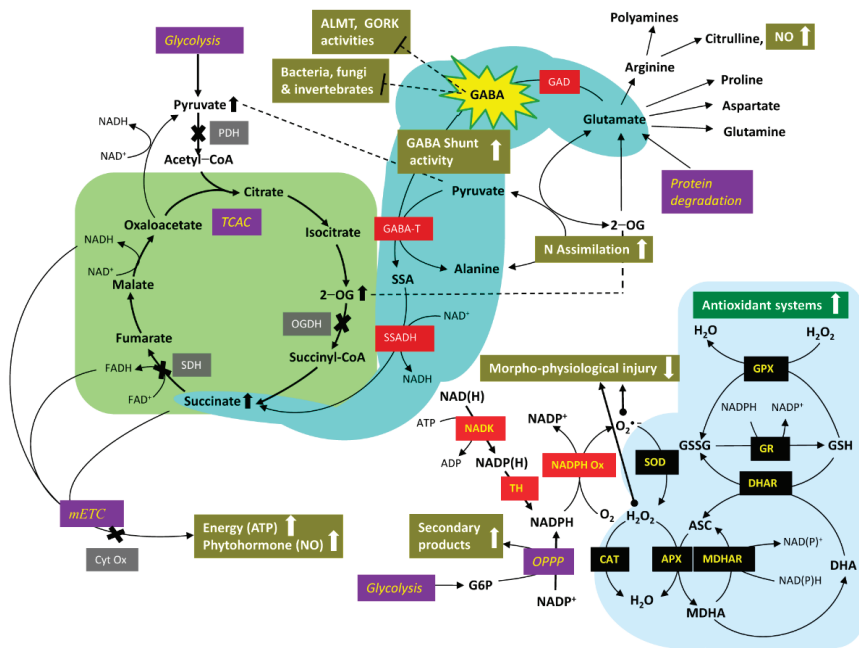 Polyamines
ALMT, GORK
activities
Citrulline,
NO
Glycolysis
Arginine
Bacteria, fungi
& invertebrates
GABA
GAD
Proline
Pyruvate
NADH
Aspartate
Glutamate
PDH
Glutamine
NAD⁺
GABA Shunt
activity
Acetyl–CoA
Citrate
Pyruvate
Protein
degradation
Oxaloacetate
TCAC
2–OG
Isocitrate
GABA-T
NADH
N Assimilation
NAD⁺
Alanine
SSA
Malate
2–OG
Antioxidant systems
OGDH
NAD⁺
H₂O
H₂O₂
Fumarate
SSADH
Succinyl-CoA
SDH
FADH
Morpho-physiological injury
GPX
NADH
NADPH
NADP⁺
FAD⁺
Succinate
NAD(H)
NADP⁺
O₂•−
ATP
NADK
GSSG
GR
GSH
ADP
NADP(H)
NADPH Ox
SOD
DHAR
TH
mETC
Energy (ATP)
Phytohormone (NO)
Secondary
products
NADPH
O₂
H₂O₂
ASC
NAD(P)⁺
Cyt Ox
OPPP
CAT
APX
MDHAR
DHA
Glycolysis
G6P
NAD(P)H
NADP⁺
H₂O
MDHA